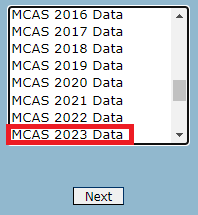 MCAS 2016 Data
MCAS 2017 Data
MCAS 2018 Data
MCAS 2019 Data
MCAS 2020 Data
MCAS 2021 Data
MCAS 2022 Data
MCAS 2023 Data
Next